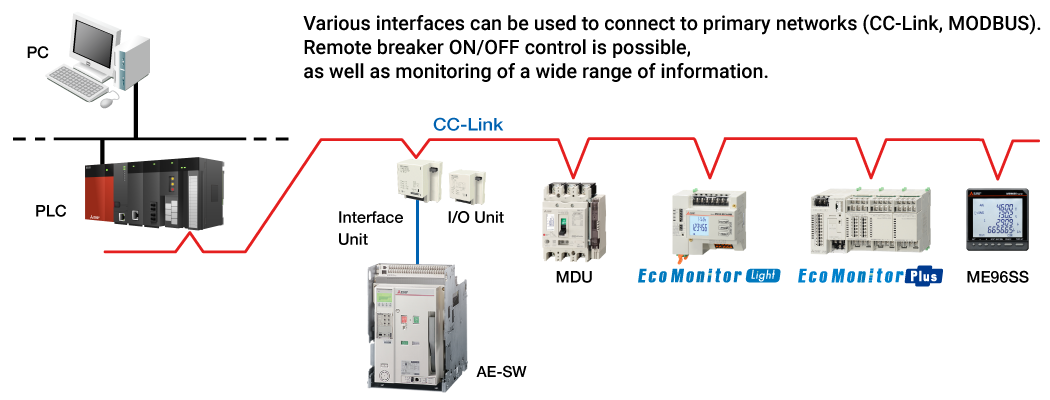 Various interfaces can be used to connect to primary networks (CC-Link, MODBUS).
Remote breaker ON/OFF control is possible,
as well as monitoring of a wide range of information.
PC
CC-Link
PLC
Interface
Unit
I/O Unit
MDU
EcoMonitor Light
EcoMonitor Plus
ME96SS
AE-SW